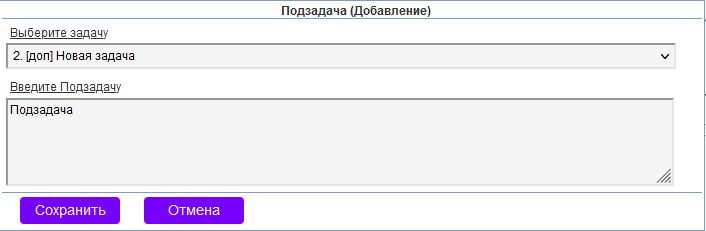 Подзадача (Добавление)
Выберите задачу
2. [доп] Новая задача
Введите Подзадачу
Подзадача
Сохранить Отмена